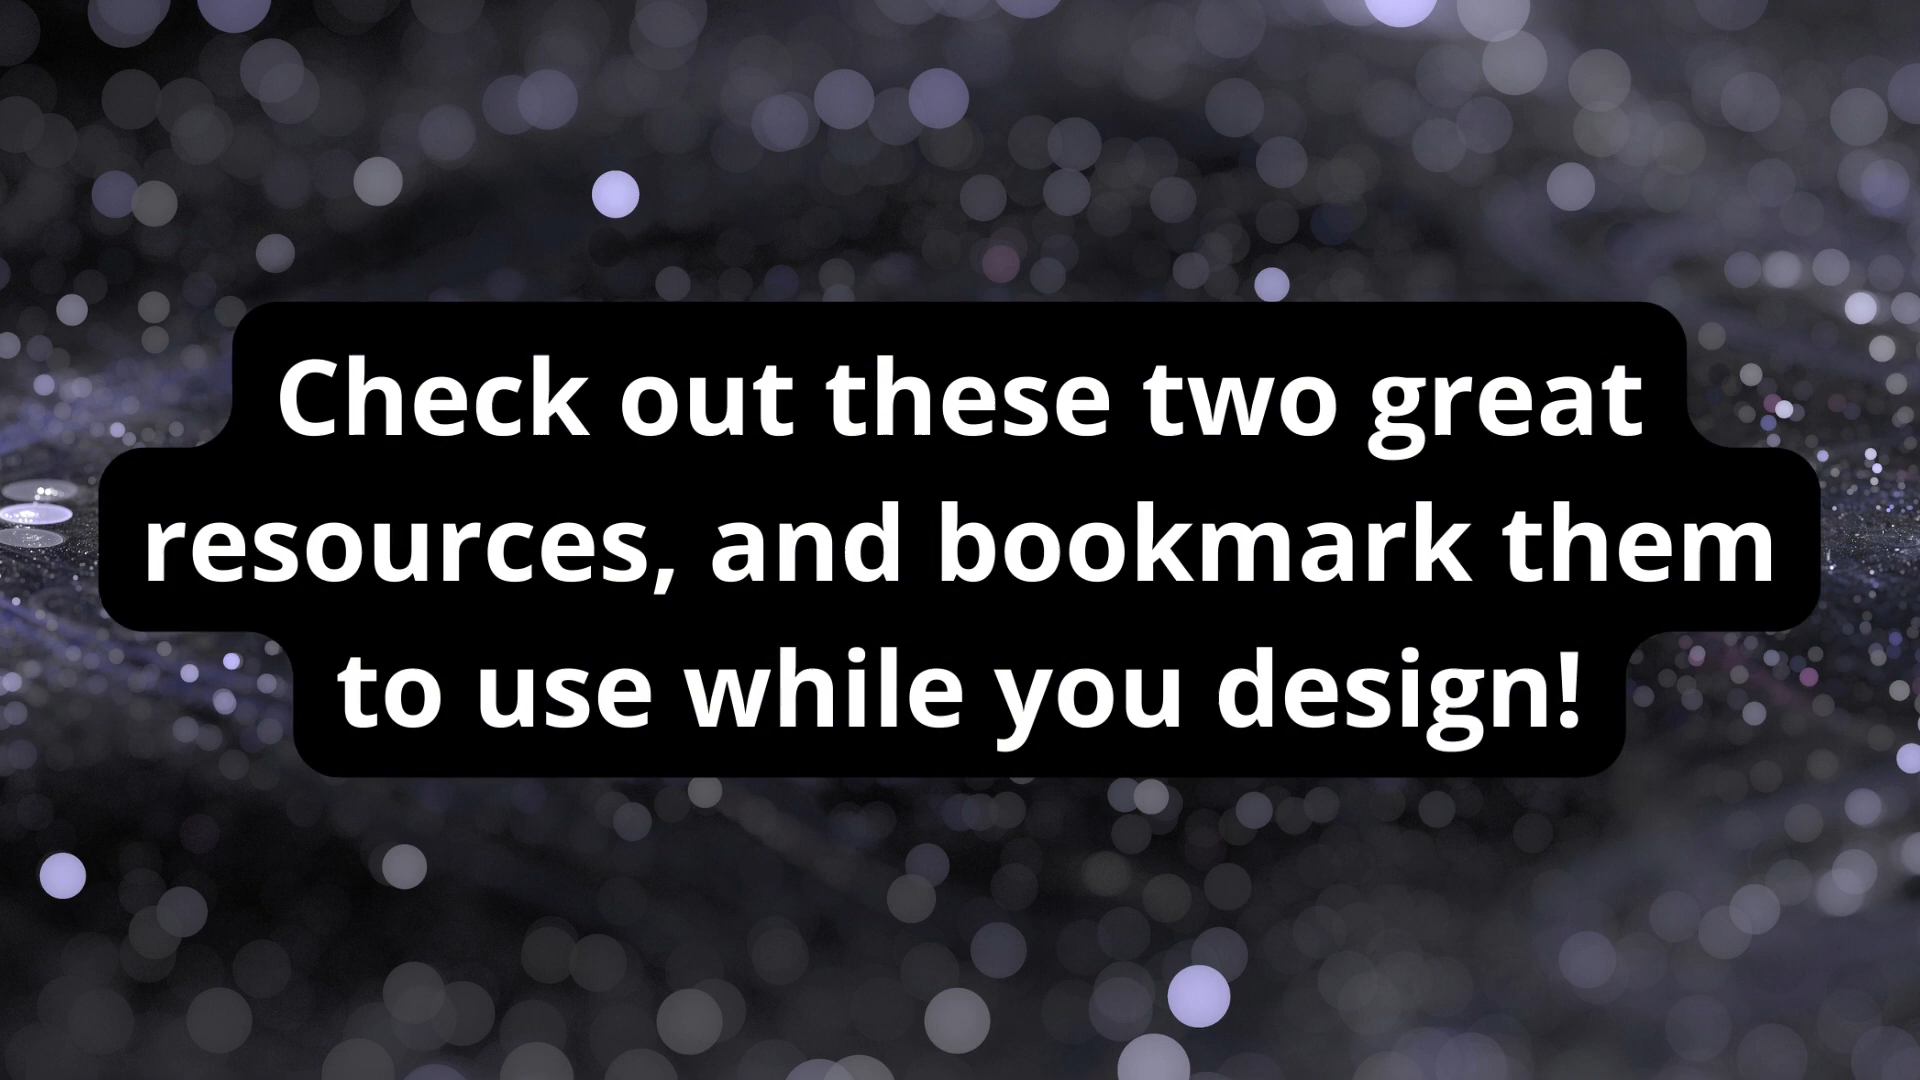 Check out these two great
resources, and bookmark them
to use while you design!